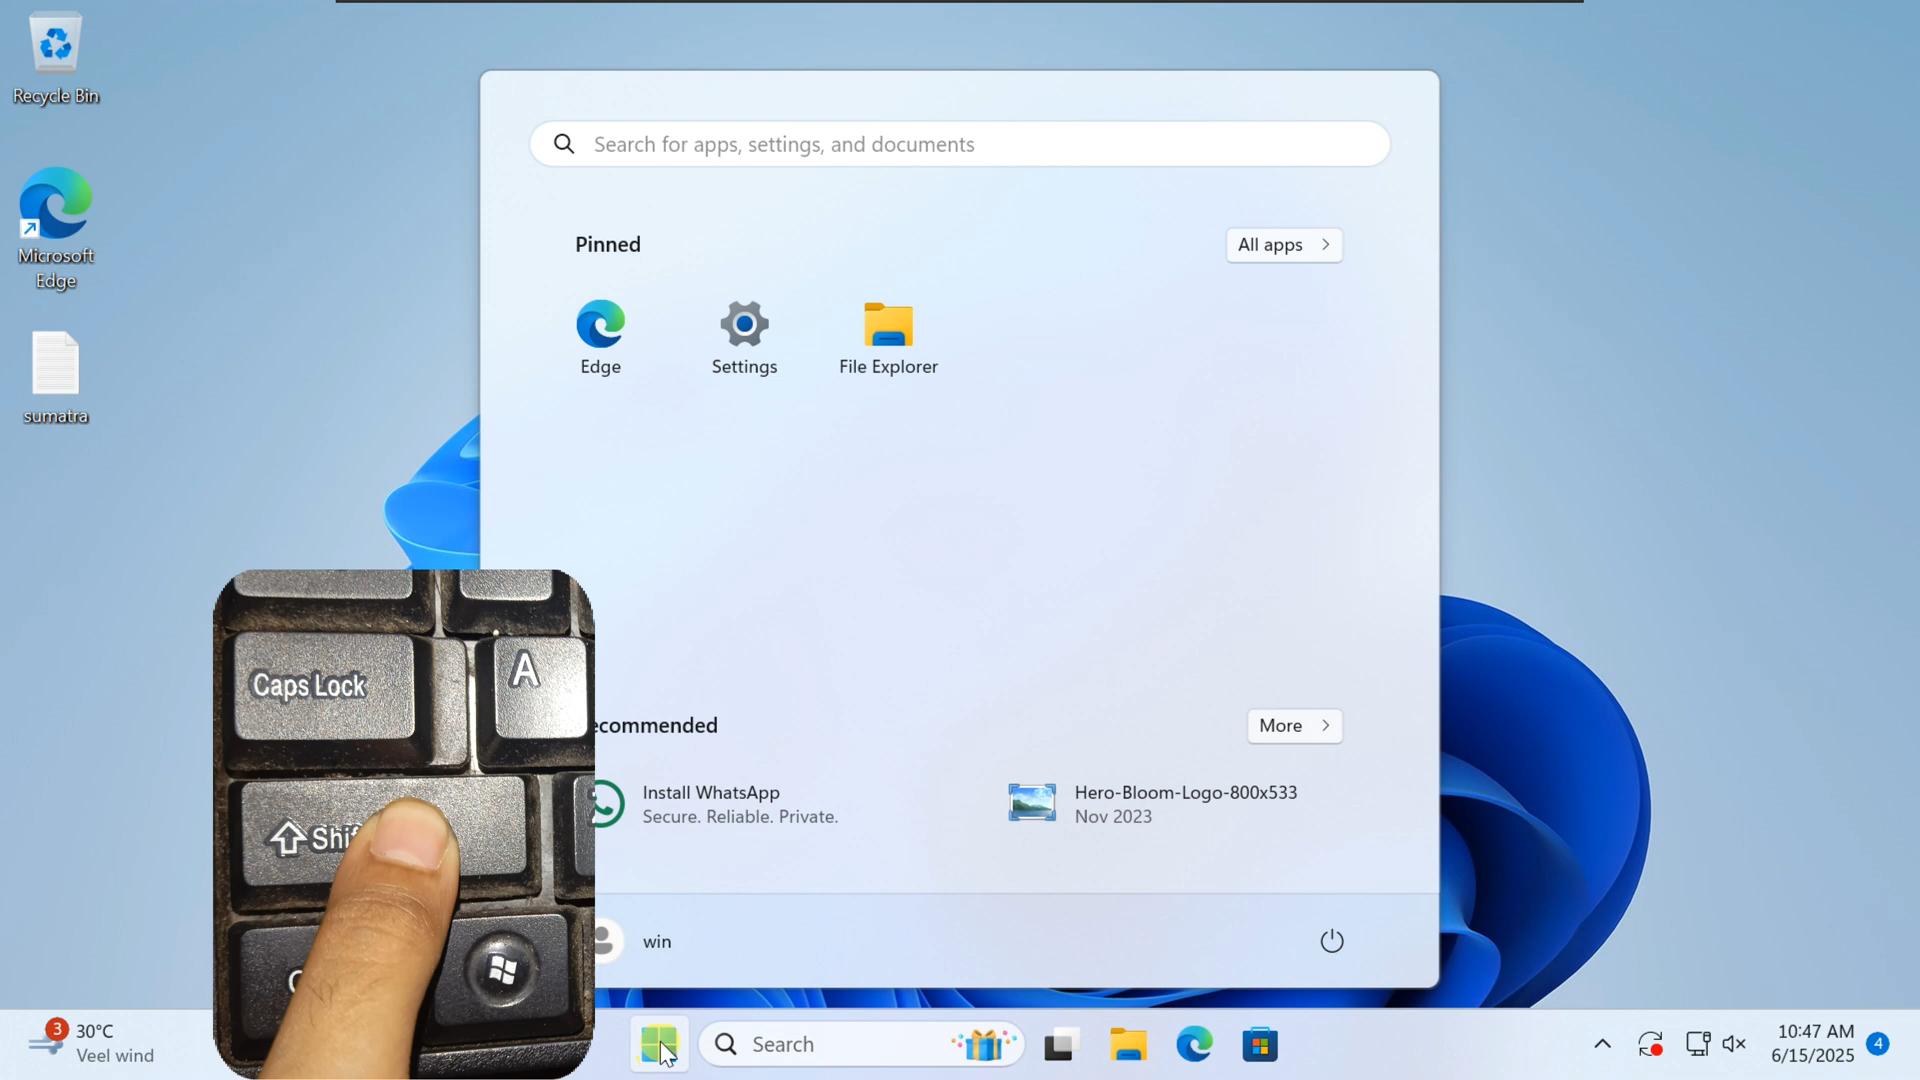 Recycle Bin
Microsoft
Edge
sumatra
Search for apps, settings, and documents
Pinned
All apps
Edge
Settings
File Explorer
ecommended
More
Install WhatsApp
Secure. Reliable. Private.
Hero-Bloom-Logo-800x533
Nov 2023
win
Caps Lock
A
Shif
C
3
30°C
Veel wind
Search
10:47 AM
6/15/2025
4